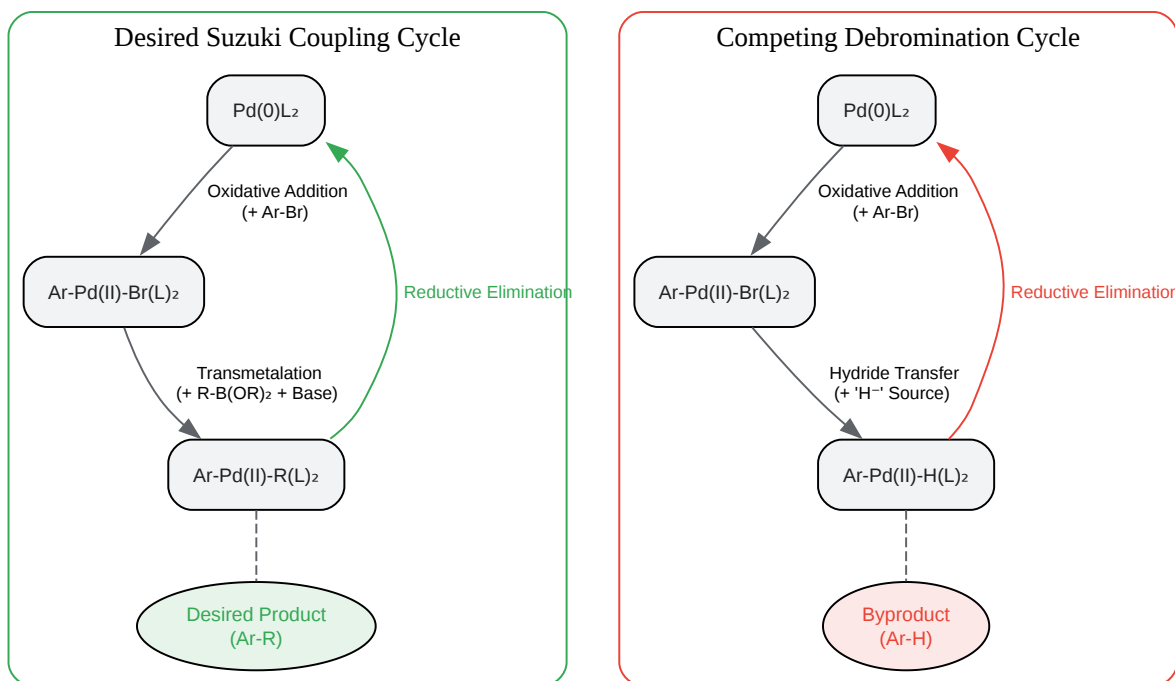 Desired Suzuki Coupling Cycle
Pd(0)L₂
Oxidative Addition
(+ Ar-Br)
Ar-Pd(II)-Br(L)₂
Reductive Elimination
Transmetalation
(+ R-B(OR)₂ + Base)
Ar-Pd(II)-R(L)₂
Desired Product
(Ar-R)
Competing Debromination Cycle
Pd(0)L₂
Oxidative Addition
(+ Ar-Br)
Ar-Pd(II)-Br(L)₂
Reductive Elimination
Hydride Transfer
(+ 'H⁻' Source)
Ar-Pd(II)-H(L)₂
Byproduct
(Ar-H)